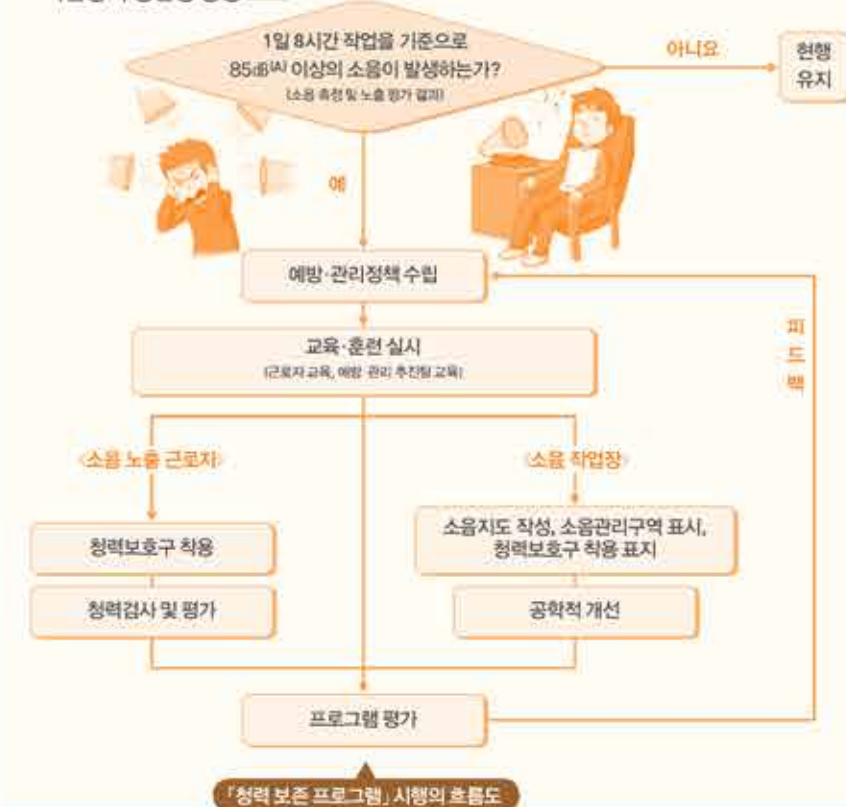 1일 8시간 작업을 기준으로
85dB(A) 이상의 소음이 발생하는가?
(소음 측정 및 노출 평가 결과)
아니요
현행
유지
예
예방·관리정책 수립
교육·훈련 실시
(근로자 교육, 예방·관리 추진팀 교육)
피
드
백
<소음 노출 근로자>
<소음 작업장>
청력보호구 착용
소음지도 작성, 소음관리구역 표시,
청력보호구 착용 표지
청력검사 및 평가
공학적 개선
프로그램 평가
「청력 보존 프로그램」 시행의 흐름도